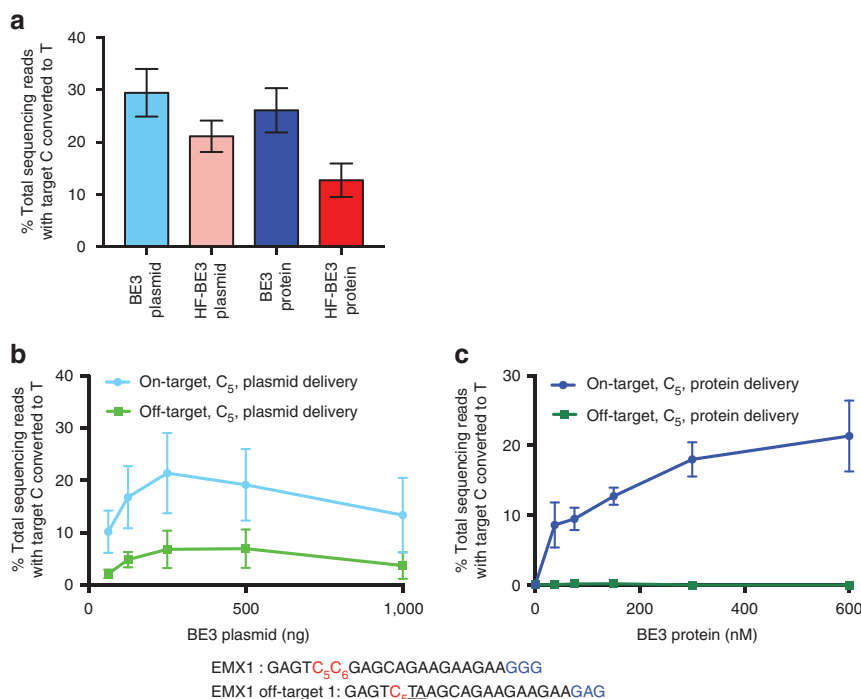 a
% Total sequencing reads
with target C converted to T
40
30
20
10
0
BE3
plasmid
HF-BE3
plasmid
BE3
protein
HF-BE3
protein
b
% Total sequencing reads
with target C converted to T
40
30
20
10
0
On-target, C₅, plasmid delivery
Off-target, C₅, plasmid delivery
0
500
1,000
BE3 plasmid (ng)
c
% Total sequencing reads
with target C converted to T
30
20
10
0
On-target, C₅, protein delivery
Off-target, C₅, protein delivery
0
200
400
600
BE3 protein (nM)
EMX1 : GAGTC₅C₆GAGCAGAAGAAGAAGGG
EMX1 off-target 1: GAGTC₅TAAGCAGAAGAAGAAGAG